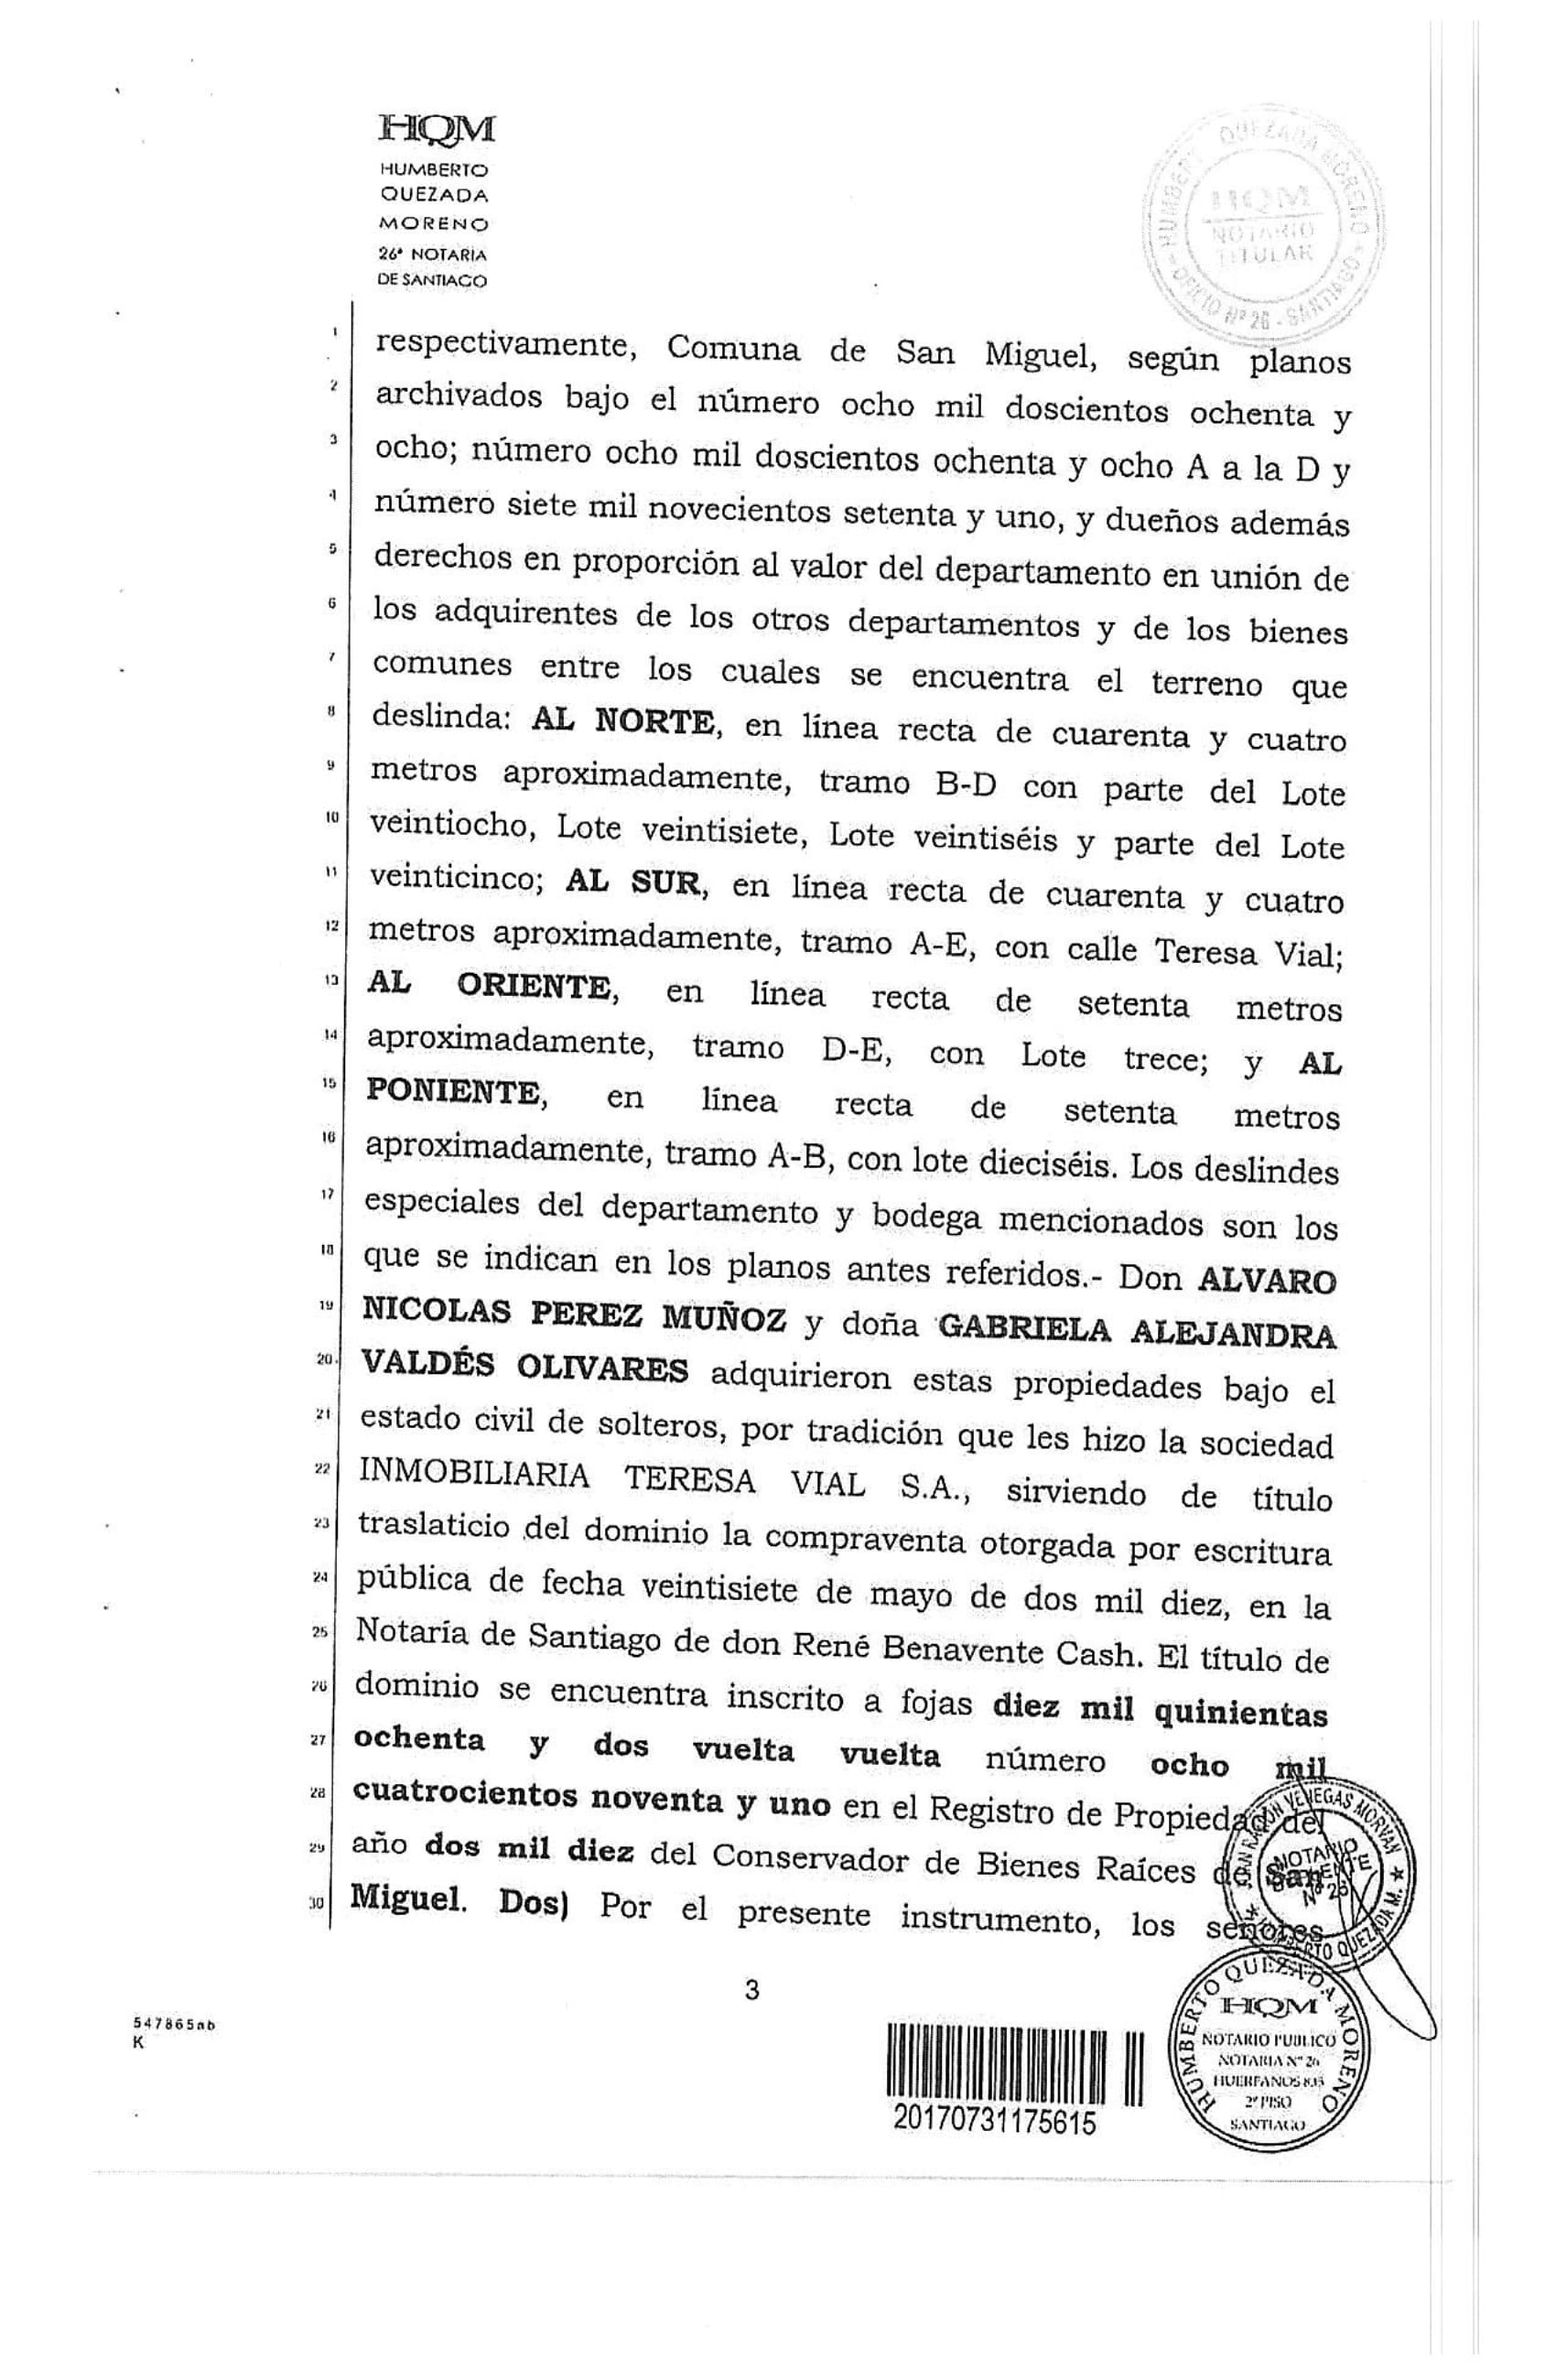 HQM
HUMBERTO
QUEZADA
MORENO
26ª NOTARIA
DE SANTIAGO
HUMBERTO QUEZADA MORENO
HQM
NOTARIO
TITULAR
OFICIO Nº 26 - SANTIAGO
1 respectivamente, Comuna de San Miguel, según planos
2 archivados bajo el número ocho mil doscientos ochenta y
3 ocho; número ocho mil doscientos ochenta y ocho A a la D y
4 número siete mil novecientos setenta y uno, y dueños además
5 derechos en proporción al valor del departamento en unión de
6 los adquirentes de los otros departamentos y de los bienes
7 comunes entre los cuales se encuentra el terreno que
8 deslinda: AL NORTE, en línea recta de cuarenta y cuatro
9 metros aproximadamente, tramo B-D con parte del Lote
10 veintiocho, Lote veintisiete, Lote veintiséis y parte del Lote
11 veinticinco; AL SUR, en línea recta de cuarenta y cuatro
12 metros aproximadamente, tramo A-E, con calle Teresa Vial;
13 AL ORIENTE, en línea recta de setenta metros
14 aproximadamente, tramo D-E, con Lote trece; y AL
15 PONIENTE, en línea recta de setenta metros
16 aproximadamente, tramo A-B, con lote dieciséis. Los deslindes
17 especiales del departamento y bodega mencionados son los
18 que se indican en los planos antes referidos.- Don ALVARO
19 NICOLAS PEREZ MUÑOZ y doña GABRIELA ALEJANDRA
20 VALDÉS OLIVARES adquirieron estas propiedades bajo el
21 estado civil de solteros, por tradición que les hizo la sociedad
22 INMOBILIARIA TERESA VIAL S.A., sirviendo de título
23 traslaticio del dominio la compraventa otorgada por escritura
24 pública de fecha veintisiete de mayo de dos mil diez, en la
25 Notaría de Santiago de don René Benavente Cash. El título de
26 dominio se encuentra inscrito a fojas diez mil quinientas
27 ochenta y dos vuelta vuelta número ocho mil
28 cuatrocientos noventa y uno en el Registro de Propiedad del
29 año dos mil diez del Conservador de Bienes Raíces de San
30 Miguel. Dos) Por el presente instrumento, los señores
VENEGAS MORVAN
NOTARIO
Nº 26
QUEZADA M.
3
547865ab
K
20170731175615
HUMBERTO QUEZADA MORENO
HQM
NOTARIO PUBLICO
NOTARIA Nº 26
HUERFANOS 835
2º PISO
SANTIAGO